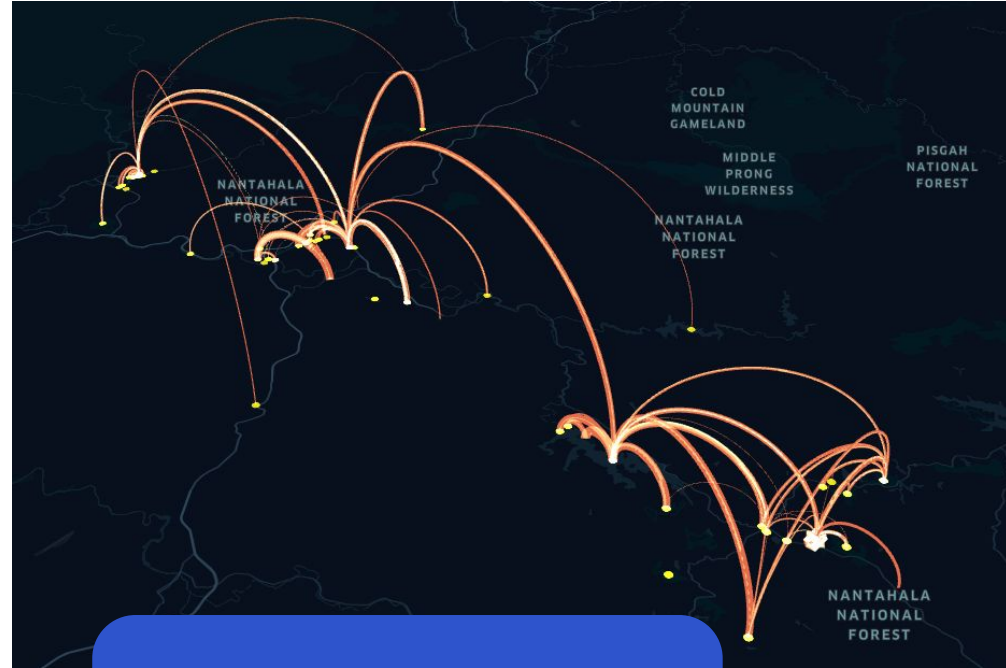 COLD
MOUNTAIN
GAMELAND
MIDDLE
PRONG
WILDERNESS
PISGAH
NATIONAL
FOREST
NANTAHALA
NATIONAL
FOREST
NANTAHALA
NATIONAL
FOREST
NANTAHALA
NATIONAL
FOREST